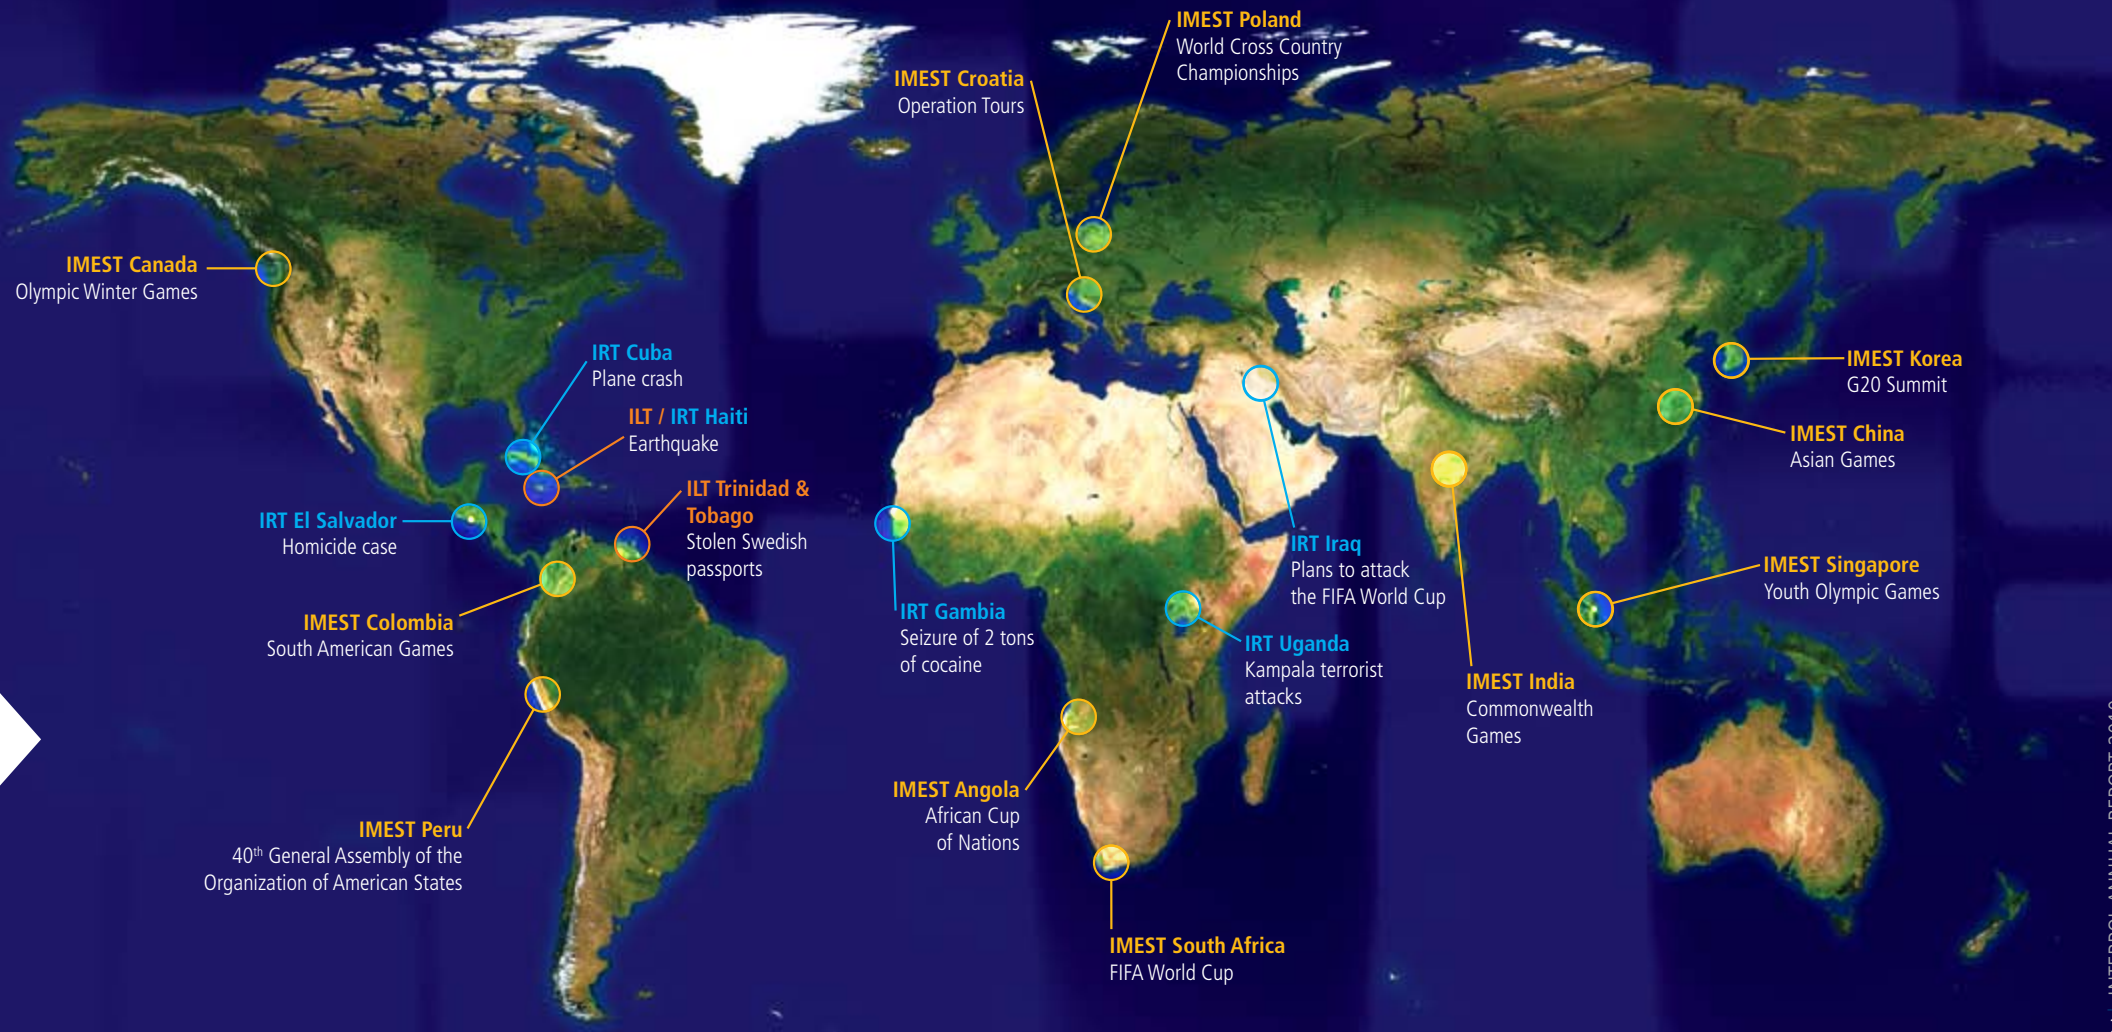 IMEST Poland
World Cross Country
Championships
IMEST Croatia
Operation Tours
IMEST Canada
Olympic Winter Games
IRT Cuba
Plane crash
ILT / IRT Haiti
Earthquake
ILT Trinidad &
Tobago
Stolen Swedish
passports
IRT El Salvador
Homicide case
IMEST Colombia
South American Games
IMEST Peru
40th General Assembly of the
Organization of American States
IRT Gambia
Seizure of 2 tons
of cocaine
IRT Iraq
Plans to attack
the FIFA World Cup
IRT Uganda
Kampala terrorist
attacks
IMEST Angola
African Cup
of Nations
IMEST South Africa
FIFA World Cup
IMEST India
Commonwealth
Games
IMEST Korea
G20 Summit
IMEST China
Asian Games
IMEST Singapore
Youth Olympic Games
INTERPOL ANNUAL REPORT 2010